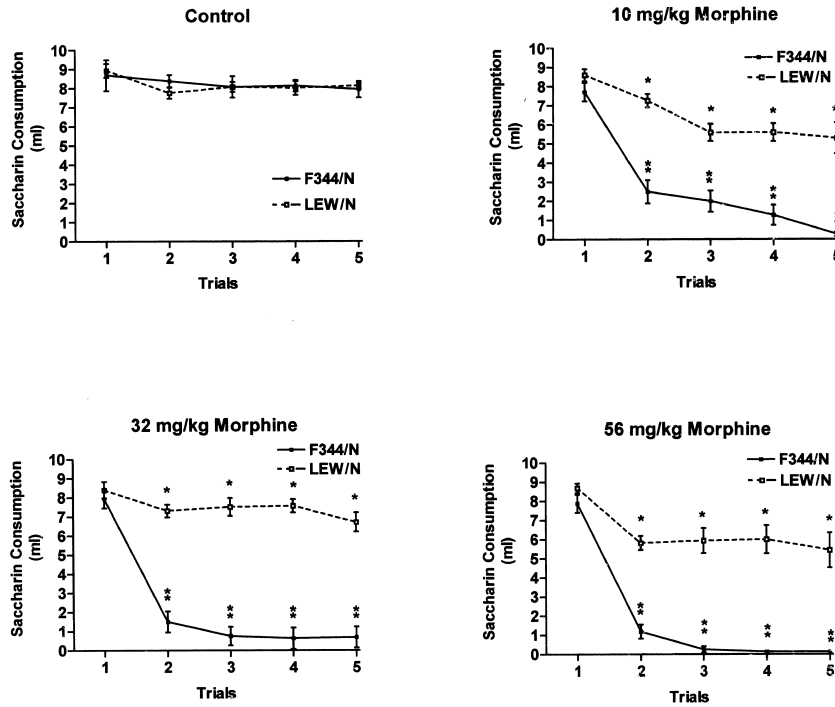 Control
10
9
8
7
6
5
4
3
2
1
0
Saccharin Consumption
(ml)
F344/N
LEW/N
1 2 3 4 5
Trials
10 mg/kg Morphine
10
9
8
7
6
5
4
3
2
1
0
Saccharin Consumption
(ml)
F344/N
LEW/N
* * * *
** ** **
1 2 3 4 5
Trials
32 mg/kg Morphine
10
9
8
7
6
5
4
3
2
1
0
Saccharin Consumption
(ml)
F344/N
LEW/N
* * * *
** ** ** **
1 2 3 4 5
Trials
56 mg/kg Morphine
10
9
8
7
6
5
4
3
2
1
0
Saccharin Consumption
(ml)
F344/N
LEW/N
* * * *
** ** ** **
1 2 3 4 5
Trials